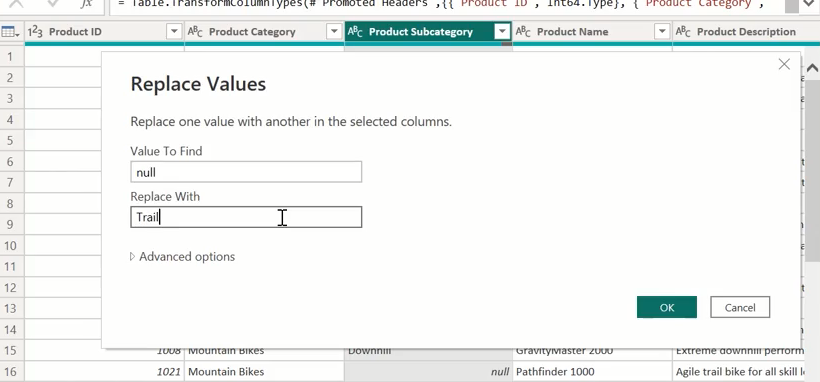 fx = Table.TransformColumnTypes(#"Promoted Headers",{{"Product ID", Int64.Type}, {"Product Category",
1²3 Product ID ABC Product Category ABC Product Subcategory ABC Product Name ABC Product Description
1
2
3
4
5
6
7
8
9
10
11
12
13
14
Replace Values
Replace one value with another in the selected columns.
Value To Find
null
Replace With
Trail
Advanced options
OK Cancel
15 1008 Mountain Bikes Downhill GravityMaster 2000 Extreme downhill perform
16 1021 Mountain Bikes null Pathfinder 1000 Agile trail bike for all skill l